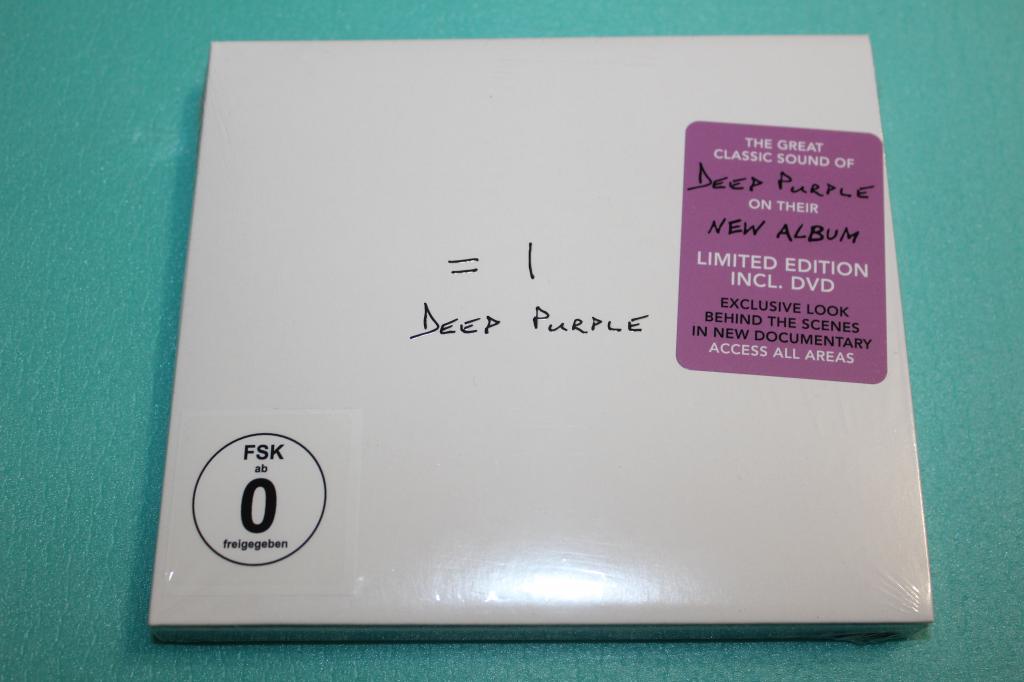 = 1
Deep Purple
THE GREAT
CLASSIC SOUND OF
Deep Purple
ON THEIR
NEW ALBUM
LIMITED EDITION
INCL. DVD
EXCLUSIVE LOOK
BEHIND THE SCENES
IN NEW DOCUMENTARY
ACCESS ALL AREAS
FSK
ab
0
freigegeben